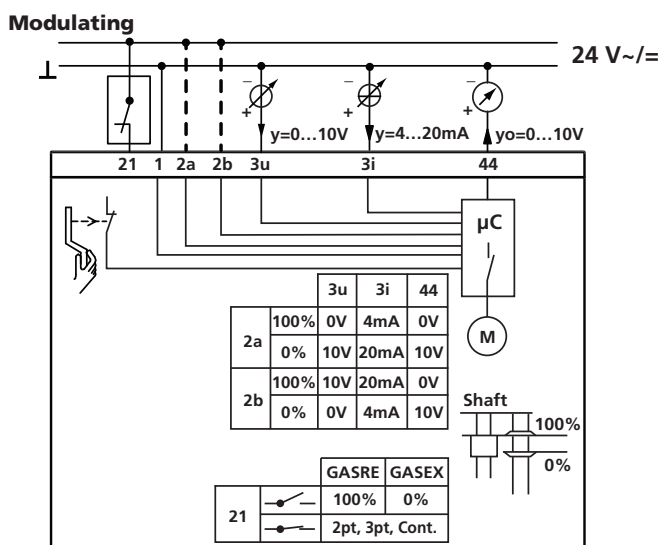 Modulating
24 V~/=
⊥
− − −
+ + +
y=0…10V y=4…20mA yo=0…10V
21 1 2a 2b 3u 3i 44
µC
M
3u 3i 44
2a 100% 0V 4mA 0V
0% 10V 20mA 10V
2b 100% 10V 20mA 0V
0% 0V 4mA 10V
Shaft
100%
0%
GASRE GASEX
21 100% 0%
2pt, 3pt, Cont.